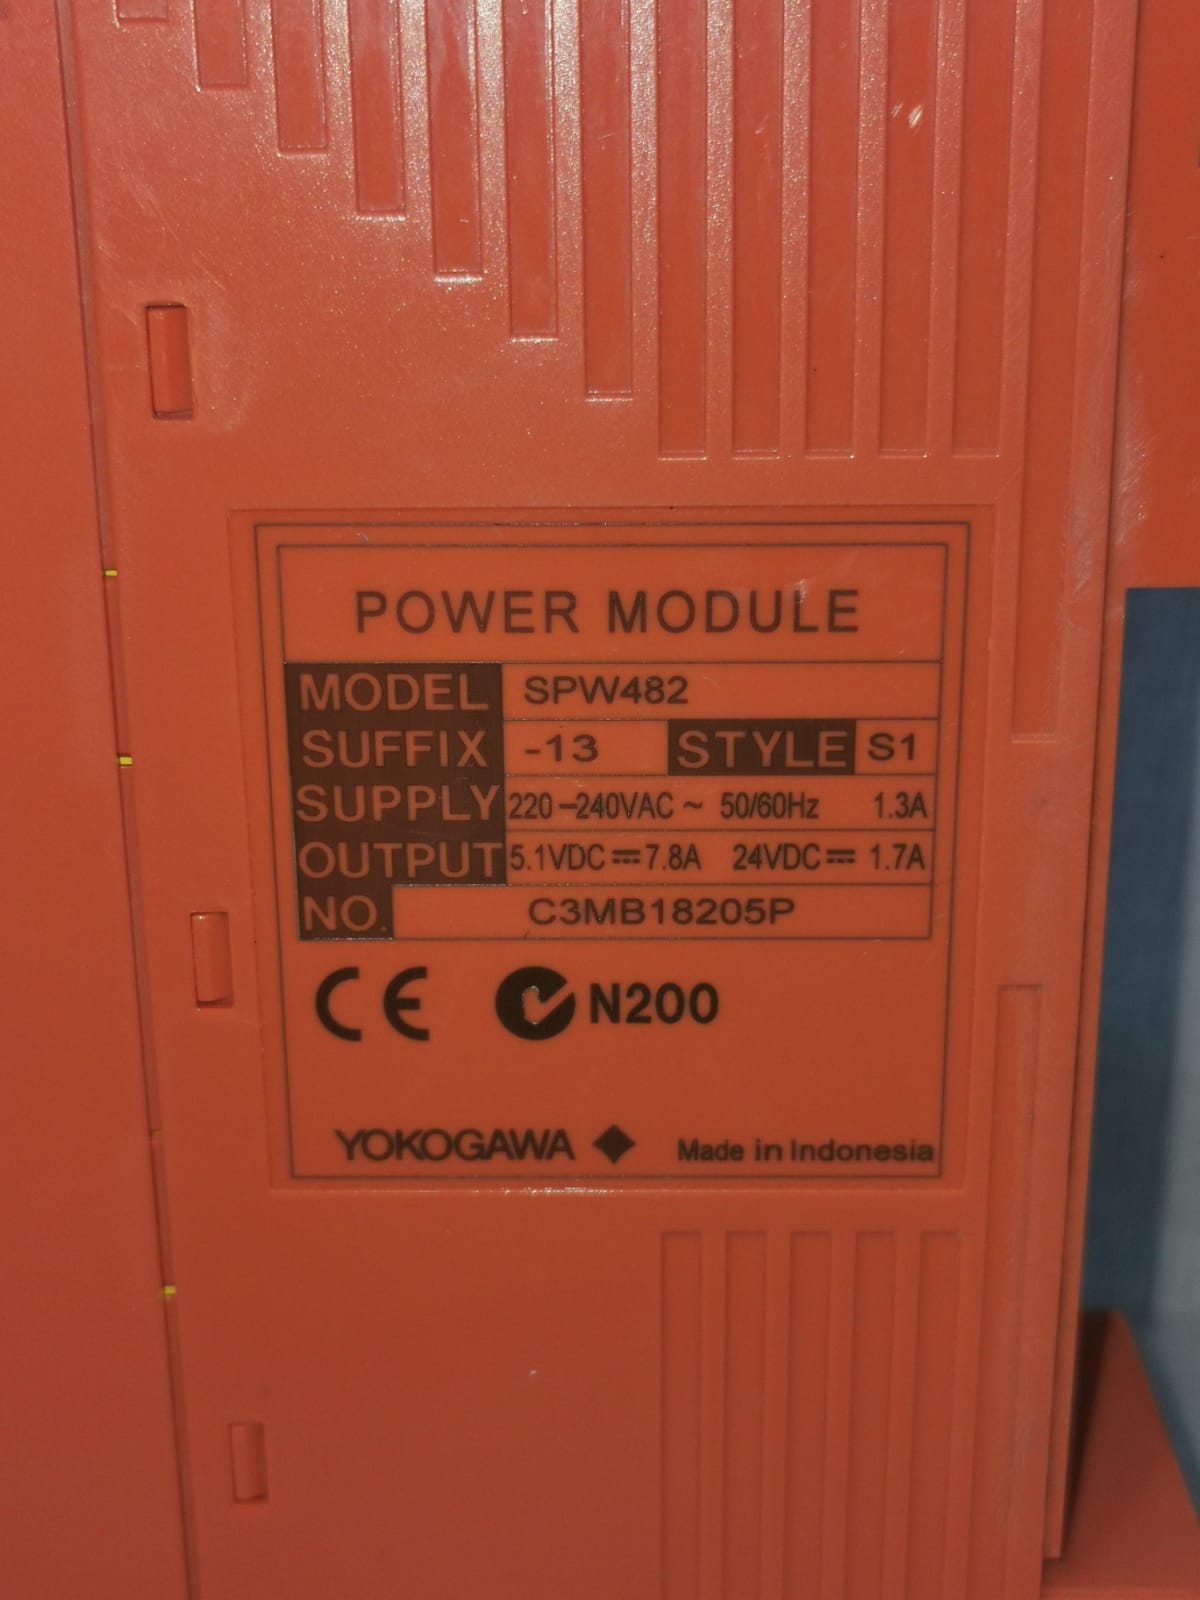 POWER MODULE
MODEL SPW482
SUFFIX -13 STYLE S1
SUPPLY 220-240VAC ~ 50/60Hz 1.3A
OUTPUT 5.1VDC ⎓ 7.8A 24VDC ⎓ 1.7A
NO. C3MB18205P
CE N200
YOKOGAWA ◆ Made in Indonesia